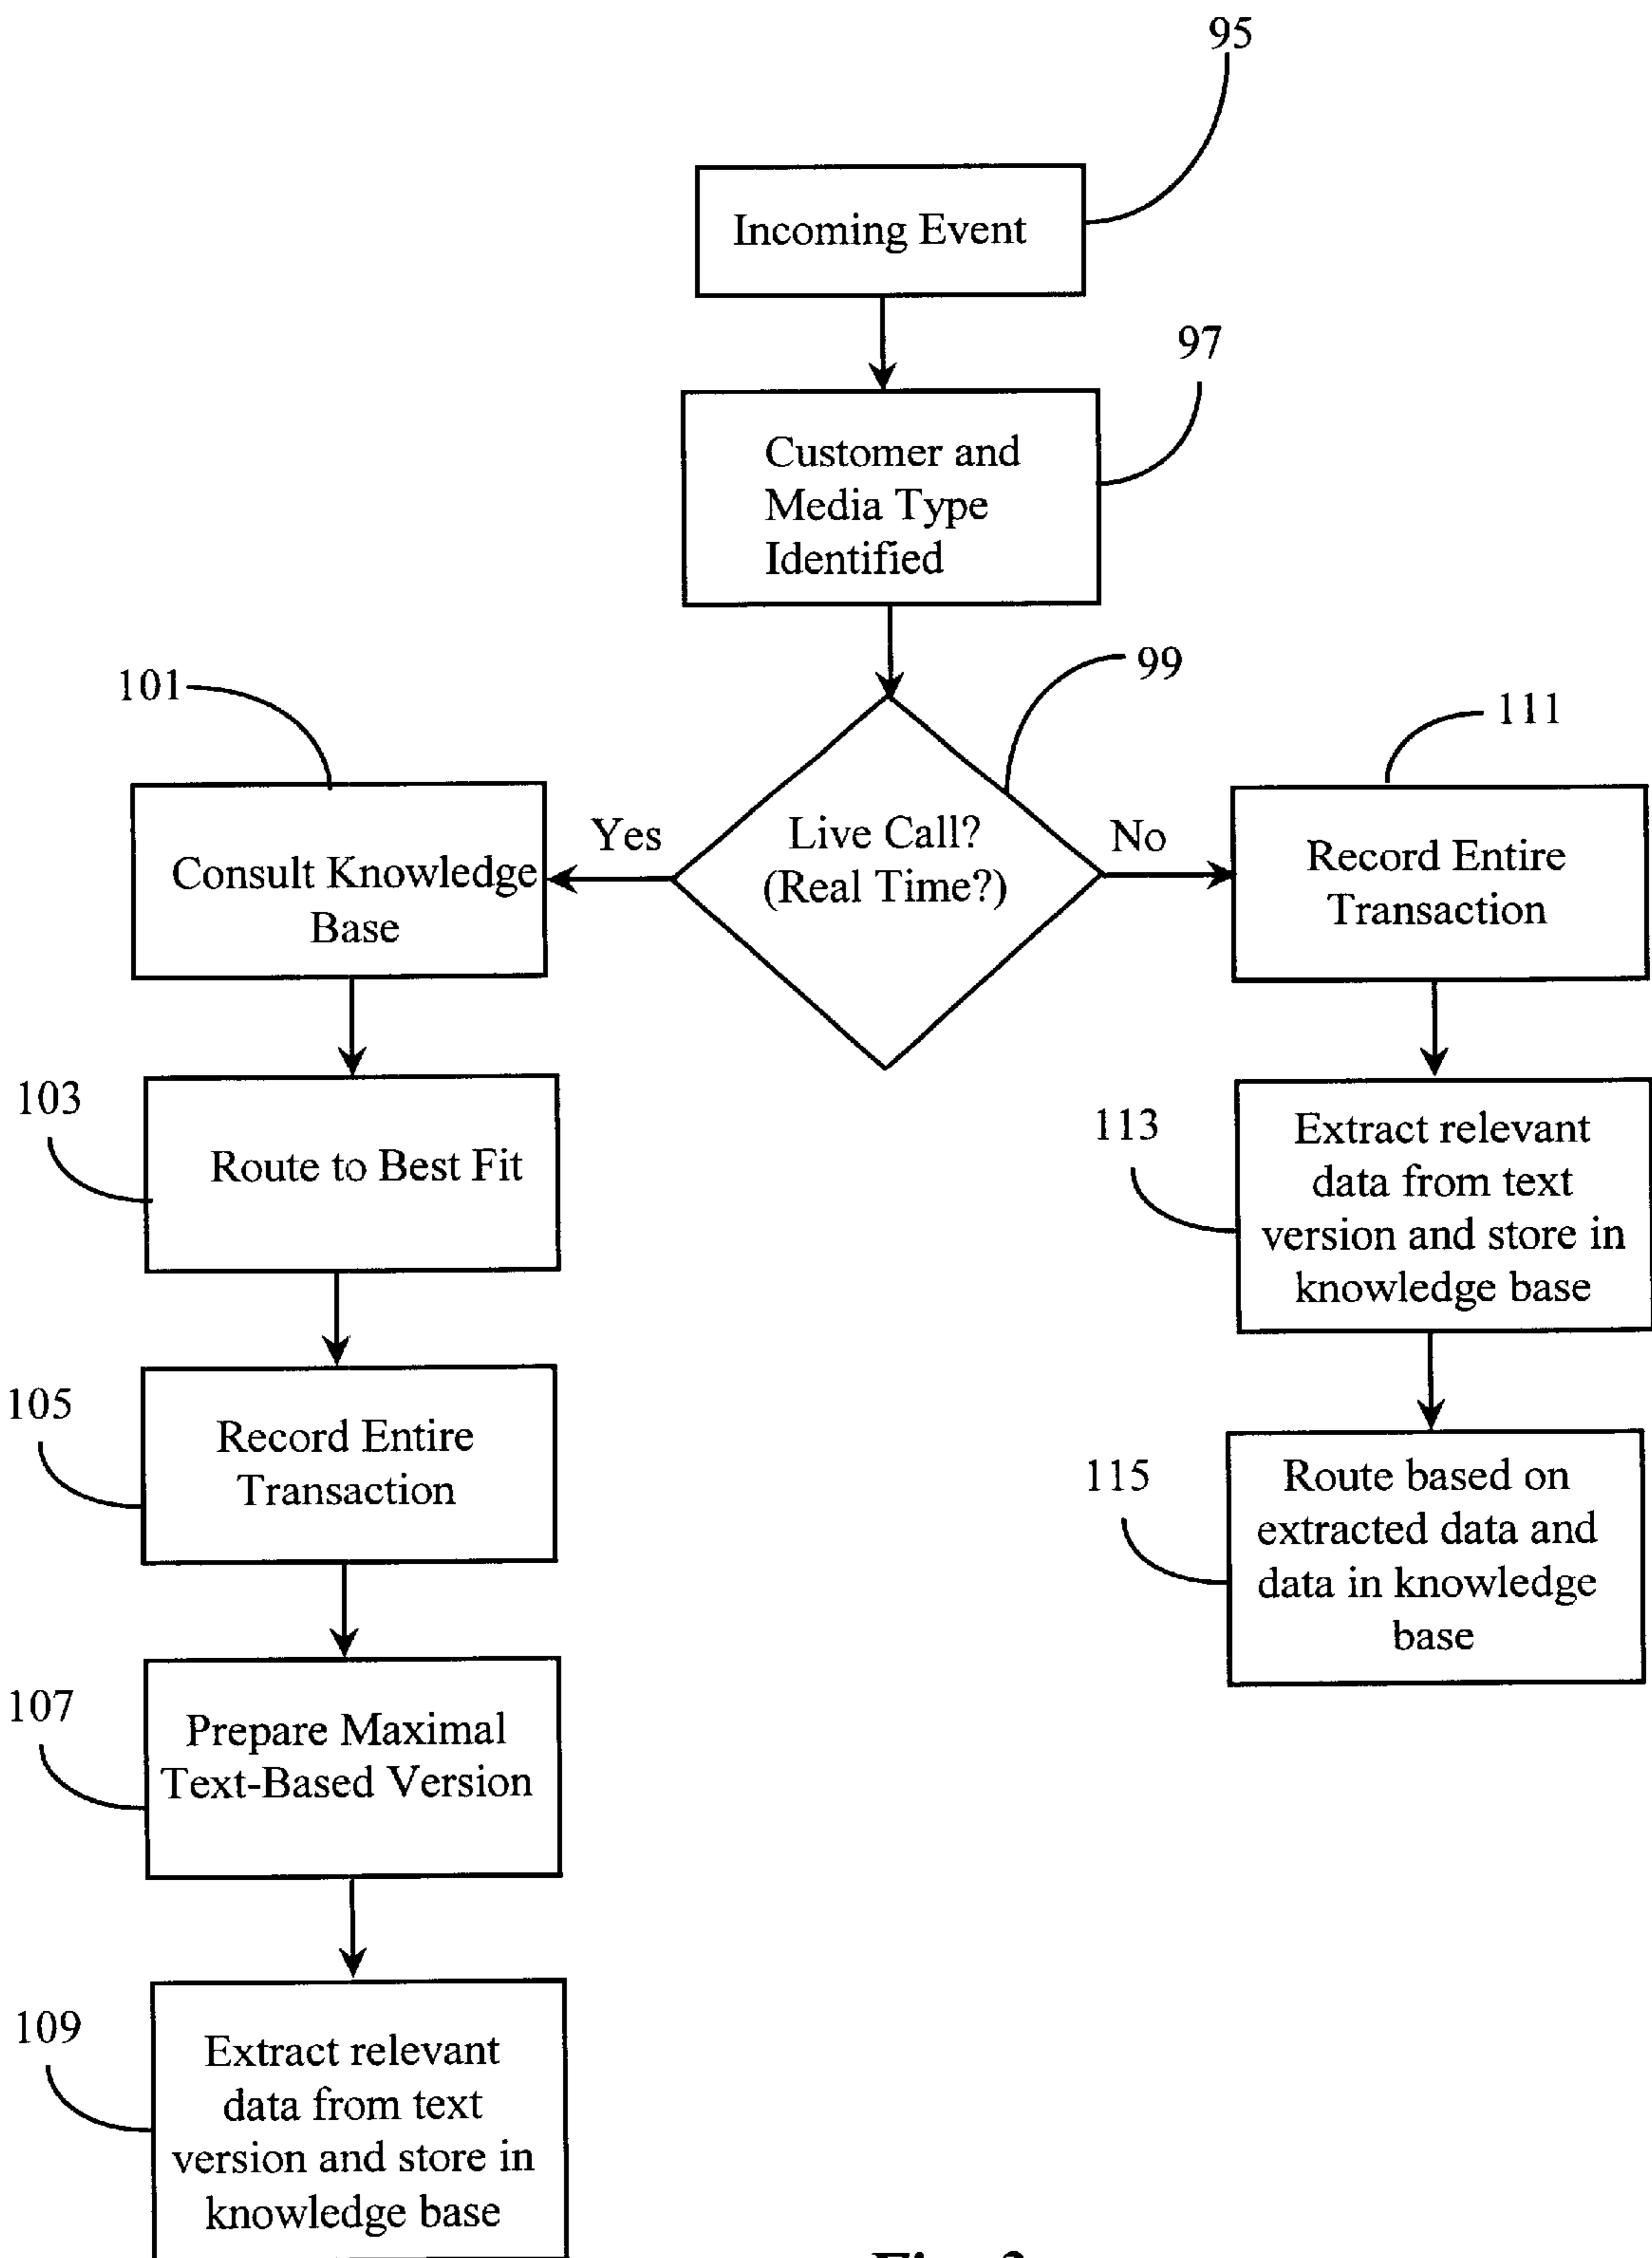 95
Incoming Event
97
Customer and
Media Type
Identified
99
101
111
Live Call?
(Real Time?)
Yes
No
Consult Knowledge
Base
Record Entire
Transaction
103
Route to Best Fit
113
Extract relevant
data from text
version and store in
knowledge base
105
Record Entire
Transaction
115
Route based on
extracted data and
data in knowledge
base
107
Prepare Maximal
Text-Based Version
109
Extract relevant
data from text
version and store in
knowledge base